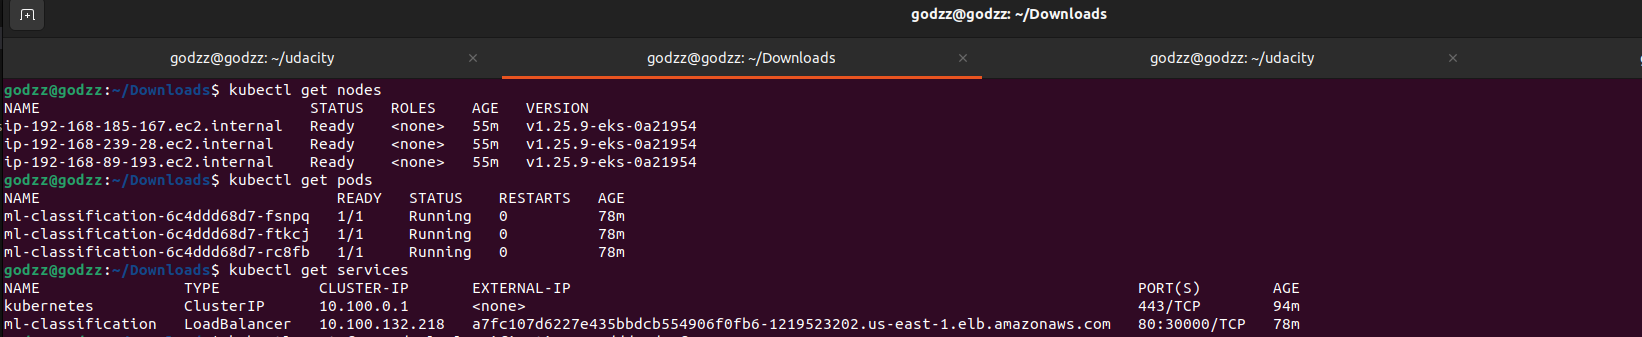 godzz@godzz: ~/Downloads
godzz@godzz: ~/udacity × godzz@godzz: ~/Downloads × godzz@godzz: ~/udacity ×
godzz@godzz:~/Downloads$ kubectl get nodes
NAME STATUS ROLES AGE VERSION
ip-192-168-185-167.ec2.internal Ready <none> 55m v1.25.9-eks-0a21954
ip-192-168-239-28.ec2.internal Ready <none> 55m v1.25.9-eks-0a21954
ip-192-168-89-193.ec2.internal Ready <none> 55m v1.25.9-eks-0a21954
godzz@godzz:~/Downloads$ kubectl get pods
NAME READY STATUS RESTARTS AGE
ml-classification-6c4ddd68d7-fsnpq 1/1 Running 0 78m
ml-classification-6c4ddd68d7-ftkcj 1/1 Running 0 78m
ml-classification-6c4ddd68d7-rc8fb 1/1 Running 0 78m
godzz@godzz:~/Downloads$ kubectl get services
NAME TYPE CLUSTER-IP EXTERNAL-IP PORT(S) AGE
kubernetes ClusterIP 10.100.0.1 <none> 443/TCP 94m
ml-classification LoadBalancer 10.100.132.218 a7fc107d6227e435bbdcb554906f0fb6-1219523202.us-east-1.elb.amazonaws.com 80:30000/TCP 78m